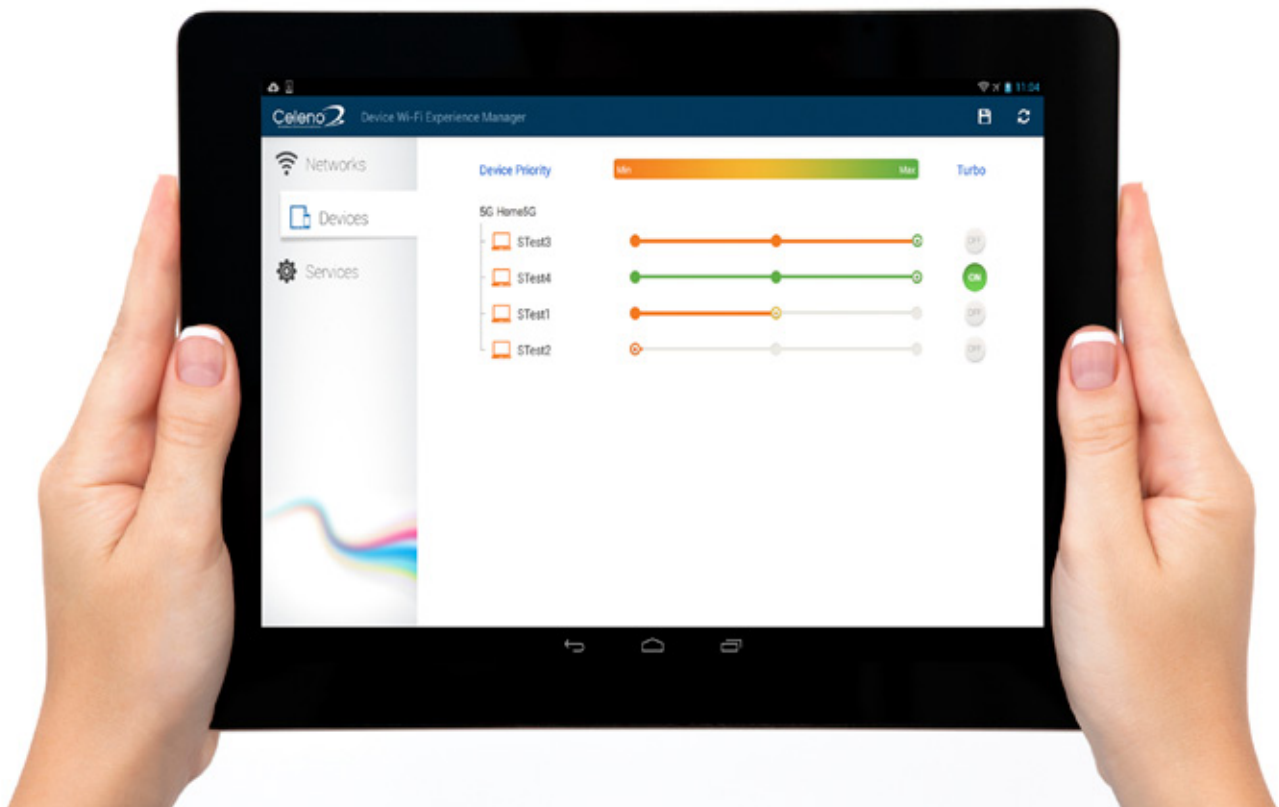 11:04
Celeno Device Wi-Fi Experience Manager
Networks
Devices
Services
Device Priority Min Max Turbo
5G Home5G
STest3 OFF
STest4 ON
STest1 OFF
STest2 OFF